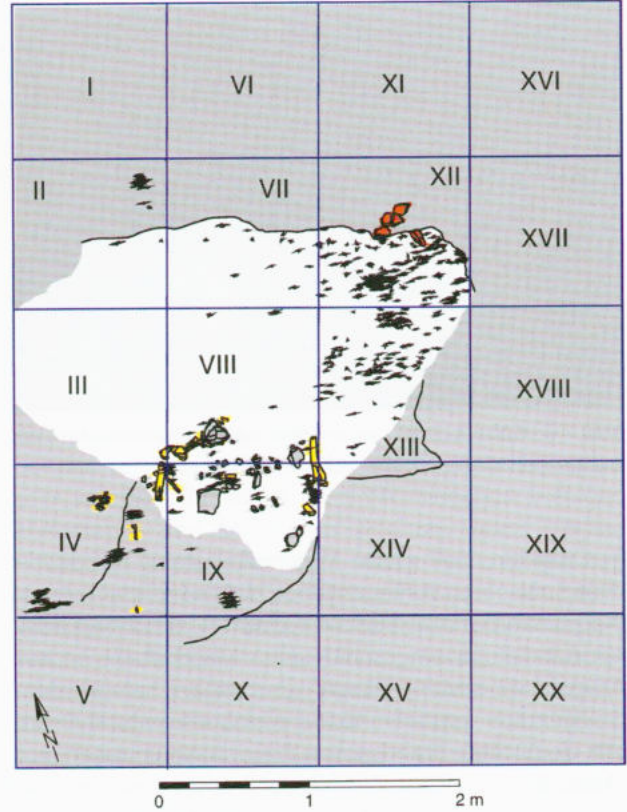 I VI XI XVI
II VII XII XVII
III VIII XIII XVIII
IV IX XIV XIX
V X XV XX
N
0 1 2 m